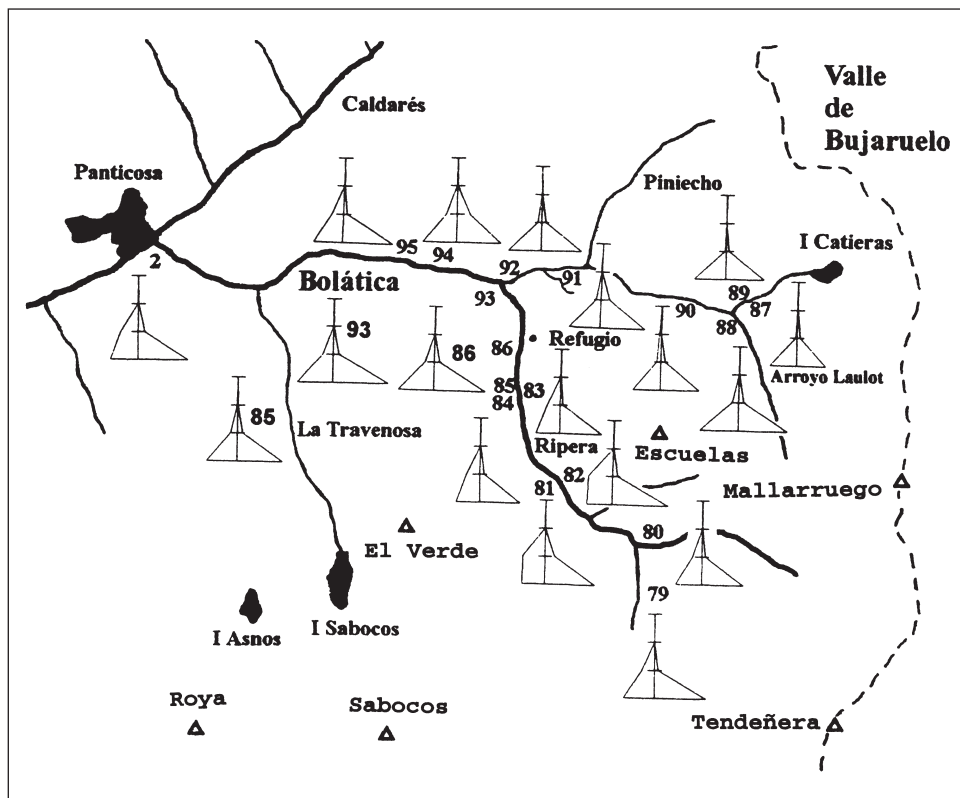 Valle
de
Bujaruelo
Caldarés
Panticosa
Piniecho
I Catieras
95
94
92
91
2
Bolática
93
90
89
87
88
Refugio
86
93
86
Arroyo Laulot
85
83
84
85
La Travenosa
Ripera
Escuelas
82
81
Mallarruego
80
El Verde
79
I Asnos
I Sabocos
Roya
Sabocos
Tendeñera